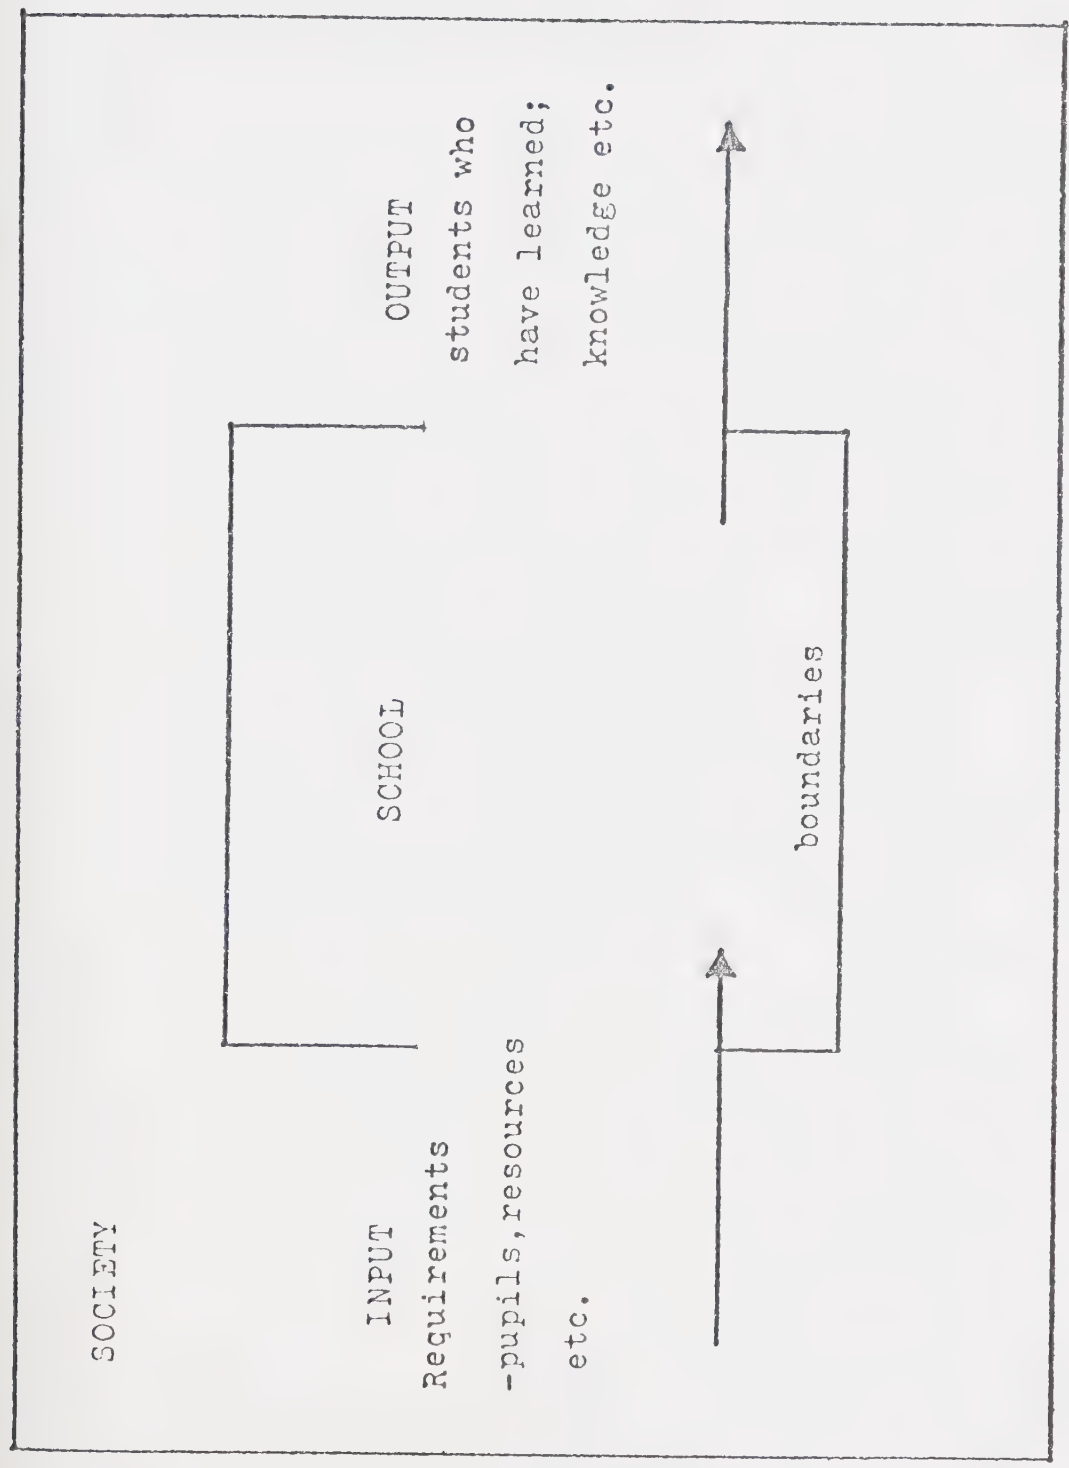 SOCIETY
INPUT
Requirements
-pupils,resources
etc.
SCHOOL
boundaries
OUTPUT
students who
have learned;
knowledge etc.